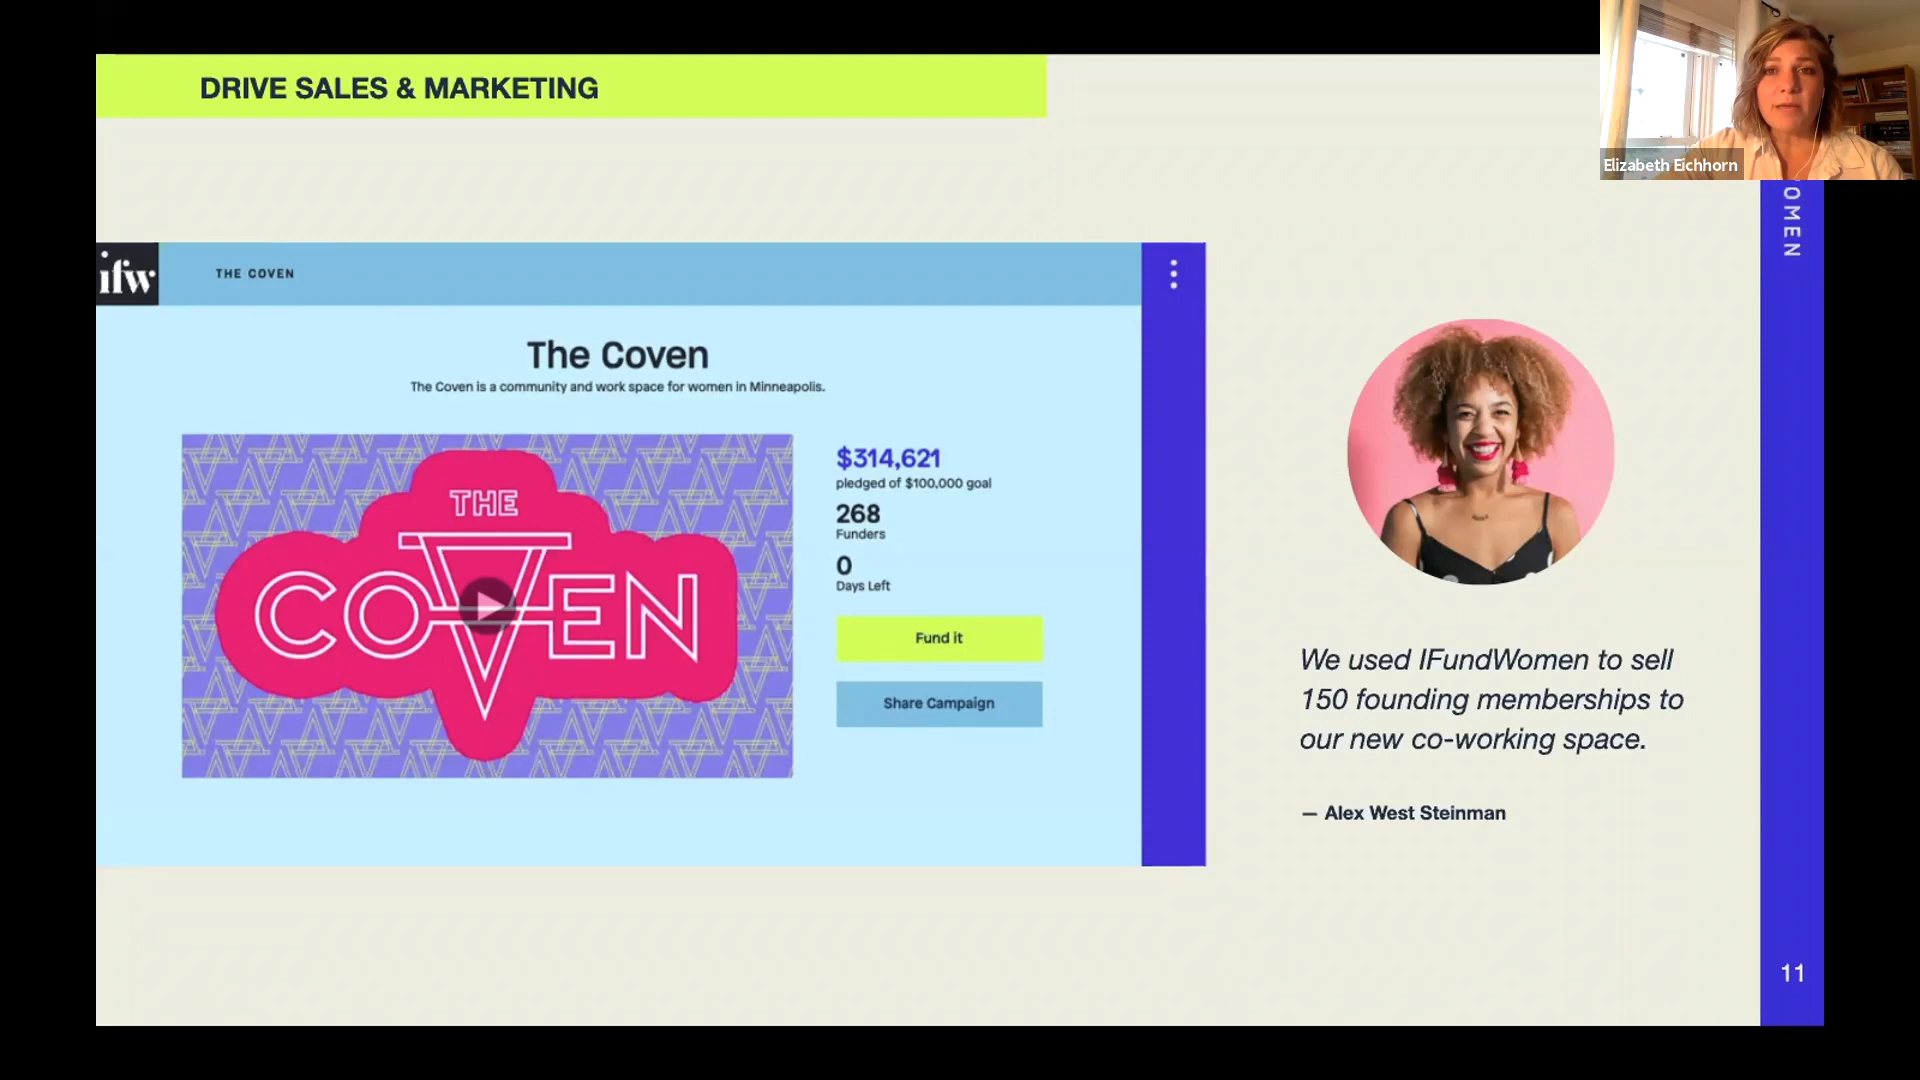 DRIVE SALES & MARKETING
Elizabeth Eichhorn
OMEN
ifw
THE COVEN
The Coven
The Coven is a community and work space for women in Minneapolis.
THE
COVEN
$314,621
pledged of $100,000 goal
268
Funders
0
Days Left
Fund it
Share Campaign
We used IFundWomen to sell
150 founding memberships to
our new co-working space.
— Alex West Steinman
11